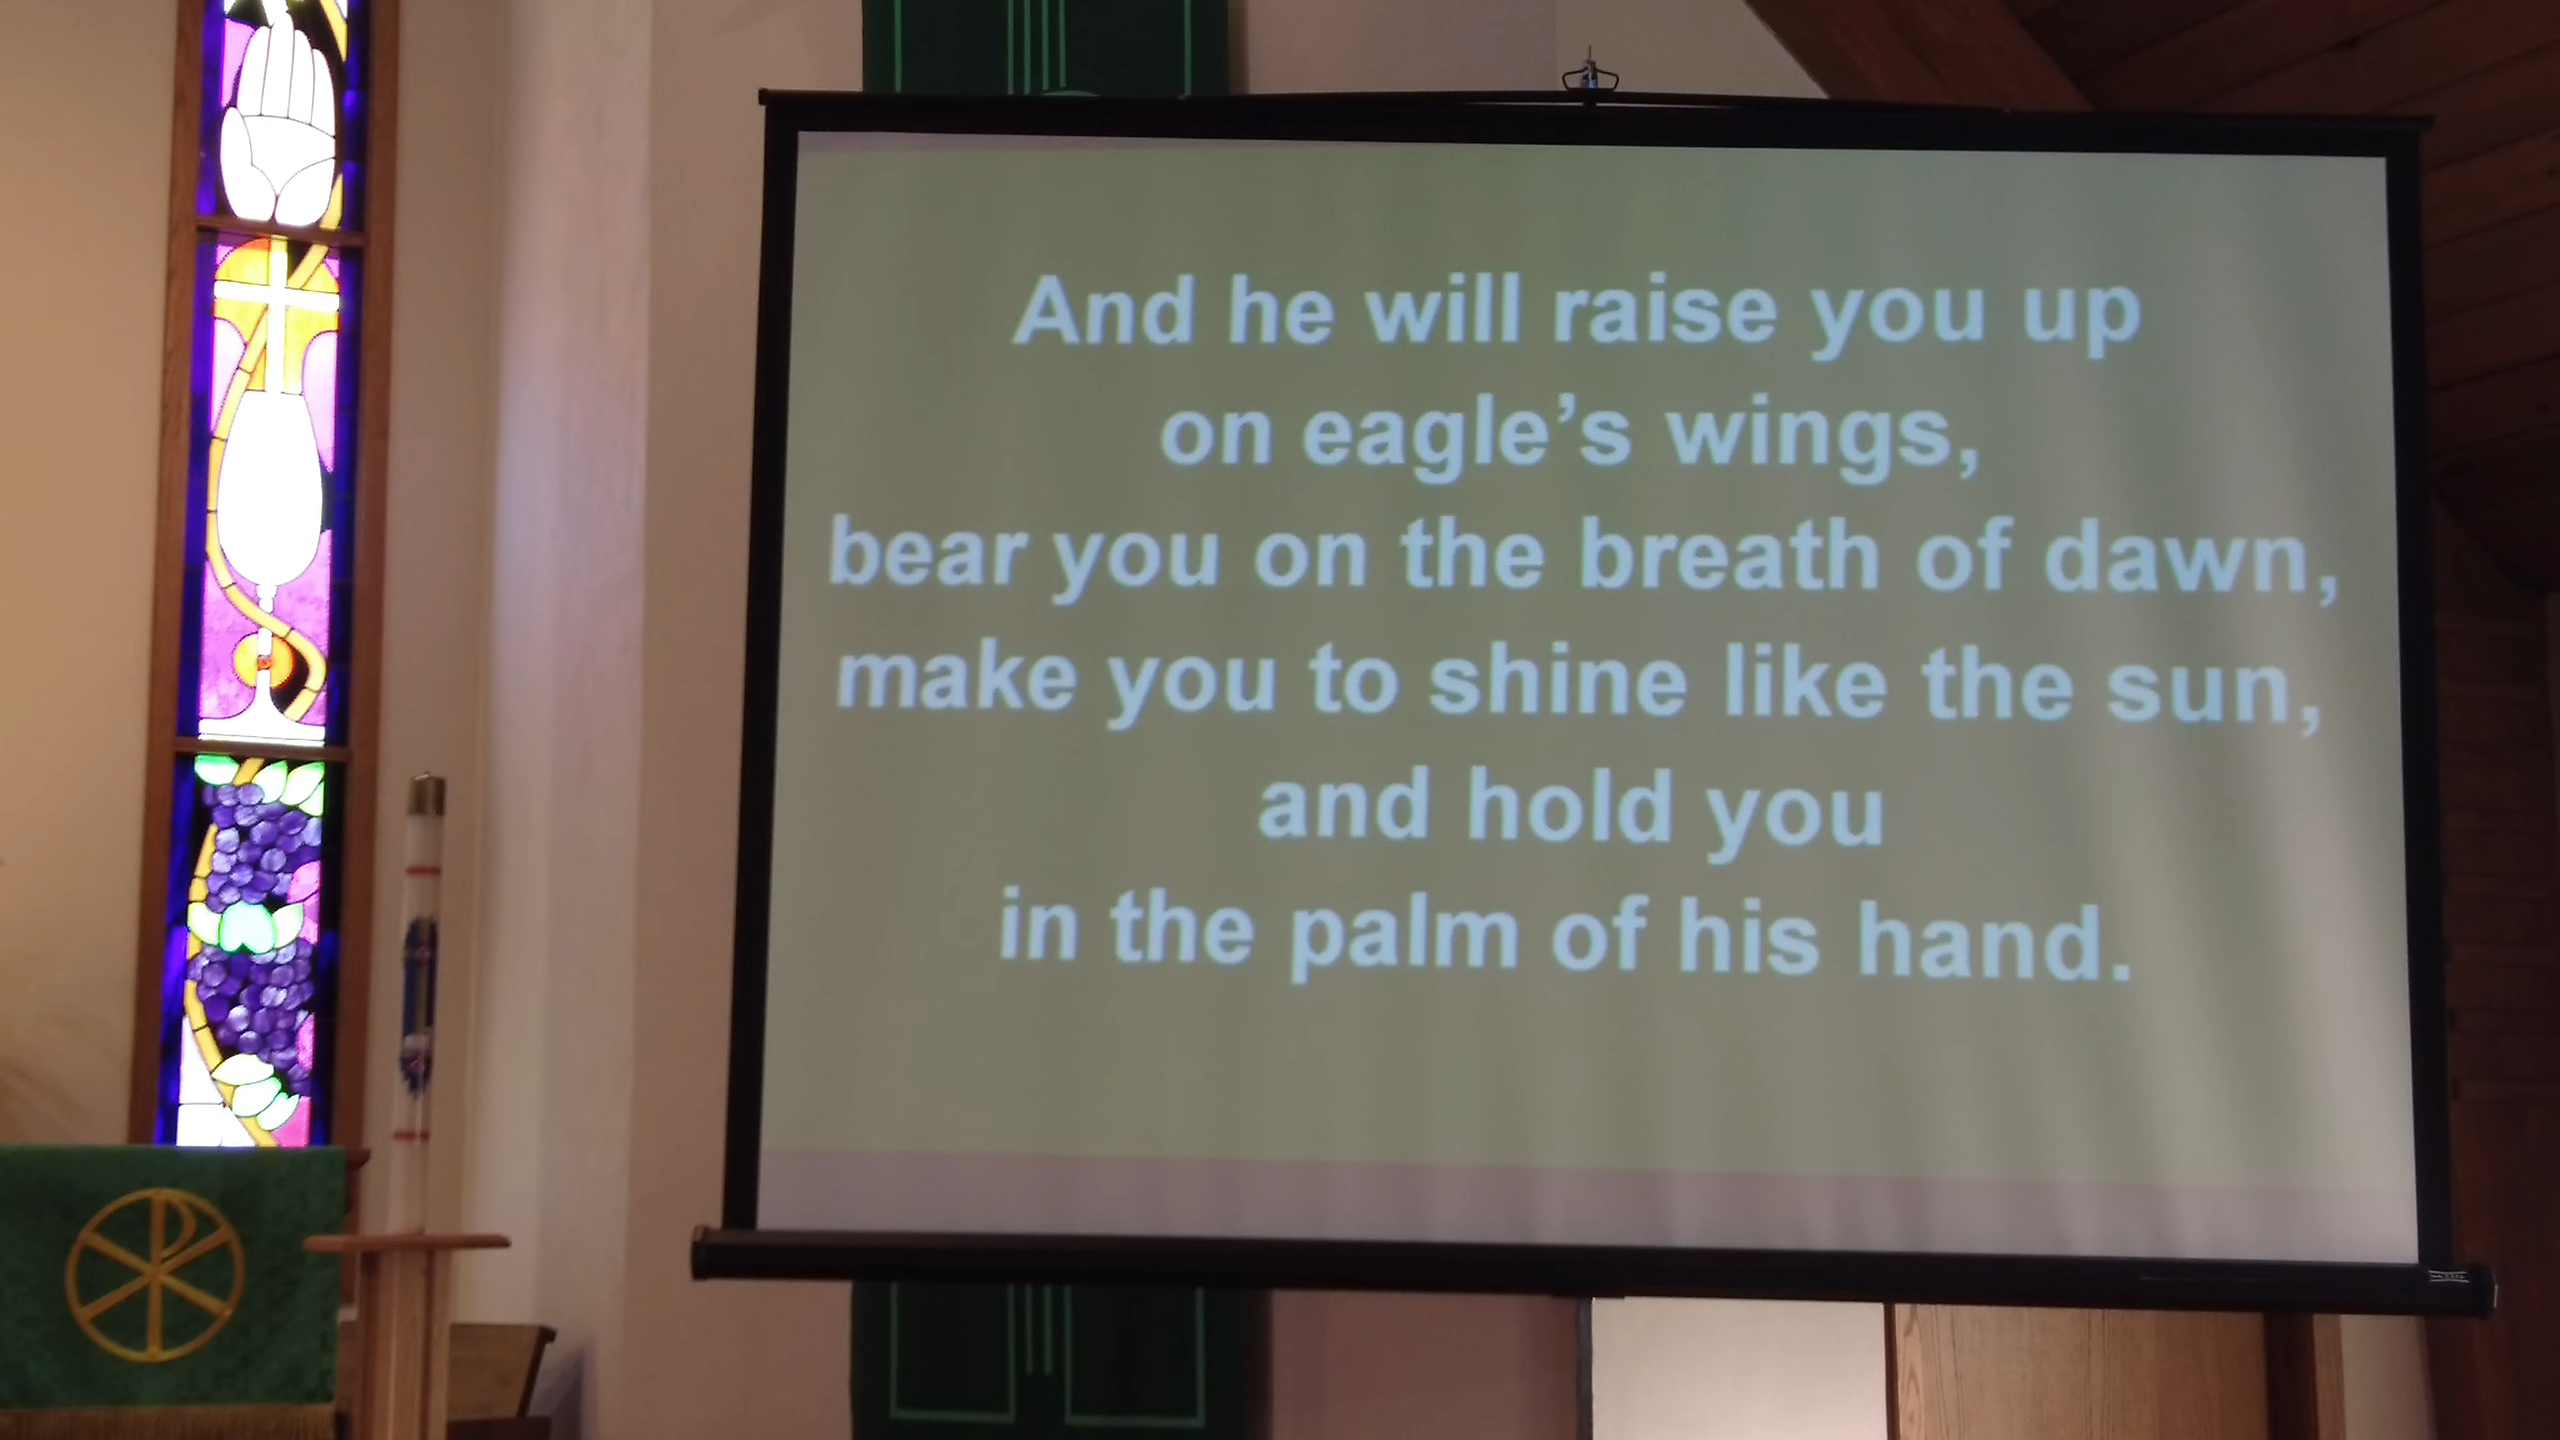 And he will raise you up
on eagle’s wings,
bear you on the breath of dawn,
make you to shine like the sun,
and hold you
in the palm of his hand.